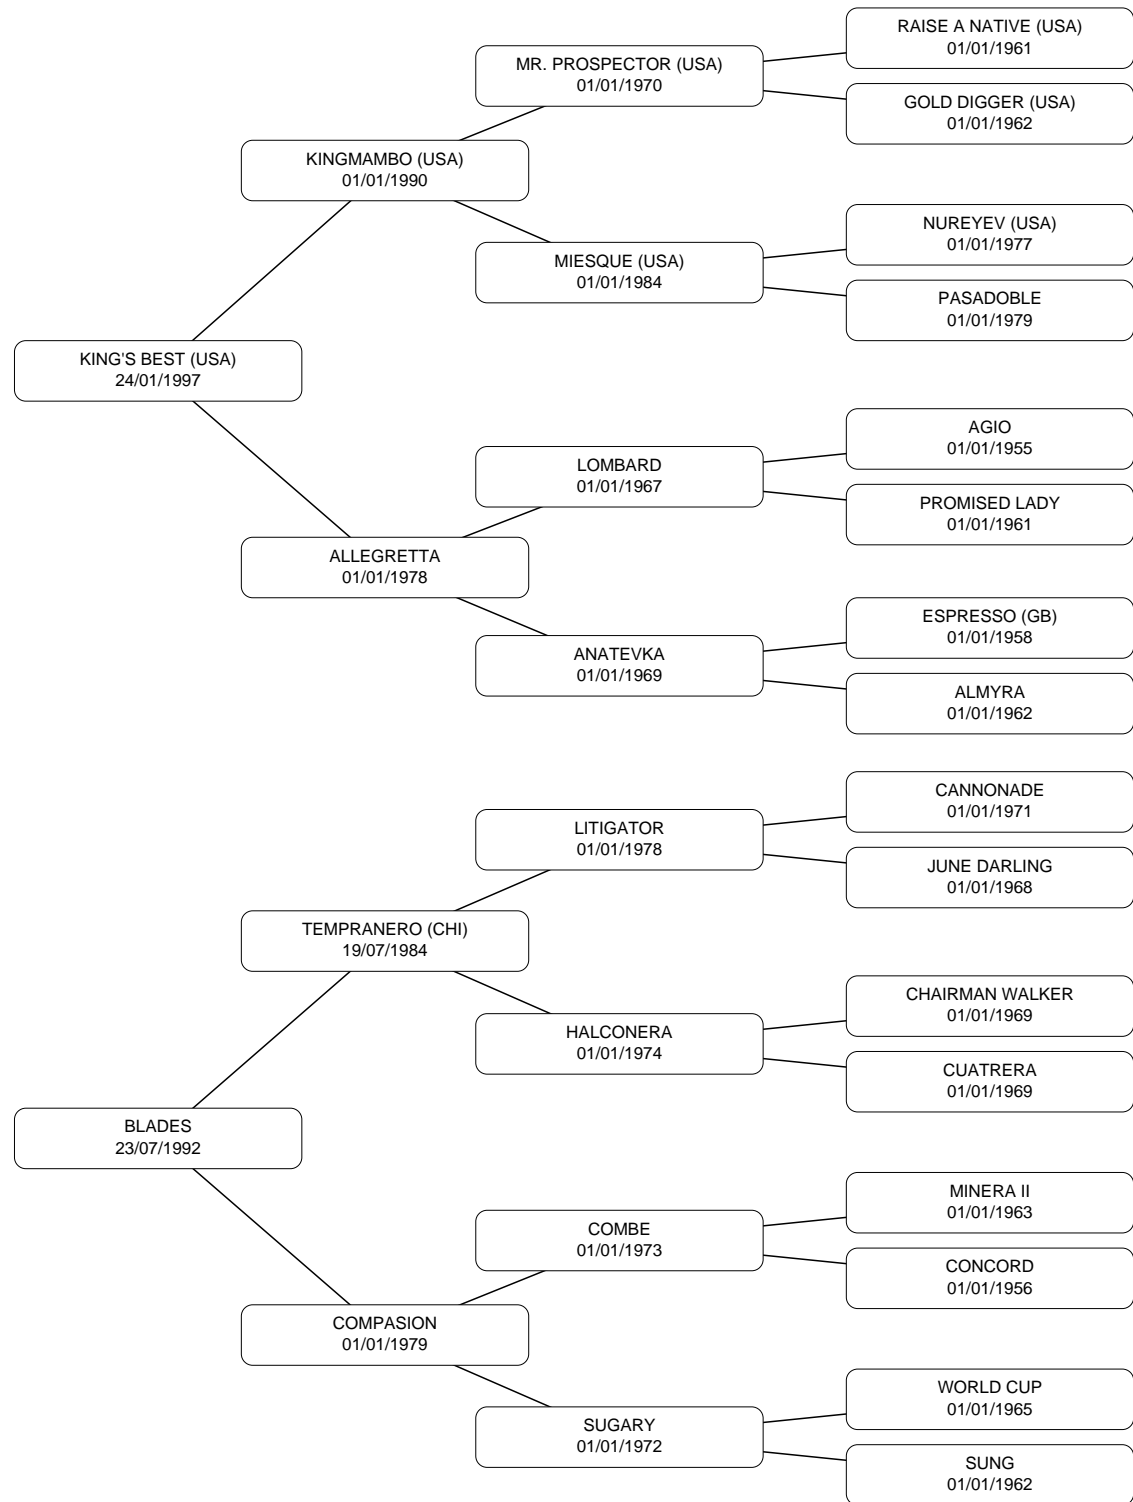 RAISE A NATIVE (USA)
01/01/1961
MR. PROSPECTOR (USA)
01/01/1970
GOLD DIGGER (USA)
01/01/1962
KINGMAMBO (USA)
01/01/1990
NUREYEV (USA)
01/01/1977
MIESQUE (USA)
01/01/1984
PASADOBLE
01/01/1979
KING'S BEST (USA)
24/01/1997
AGIO
01/01/1955
LOMBARD
01/01/1967
PROMISED LADY
01/01/1961
ALLEGRETTA
01/01/1978
ESPRESSO (GB)
01/01/1958
ANATEVKA
01/01/1969
ALMYRA
01/01/1962
CANNONADE
01/01/1971
LITIGATOR
01/01/1978
JUNE DARLING
01/01/1968
TEMPRANERO (CHI)
19/07/1984
CHAIRMAN WALKER
01/01/1969
HALCONERA
01/01/1974
CUATRERA
01/01/1969
BLADES
23/07/1992
MINERA II
01/01/1963
COMBE
01/01/1973
CONCORD
01/01/1956
COMPASION
01/01/1979
WORLD CUP
01/01/1965
SUGARY
01/01/1972
SUNG
01/01/1962